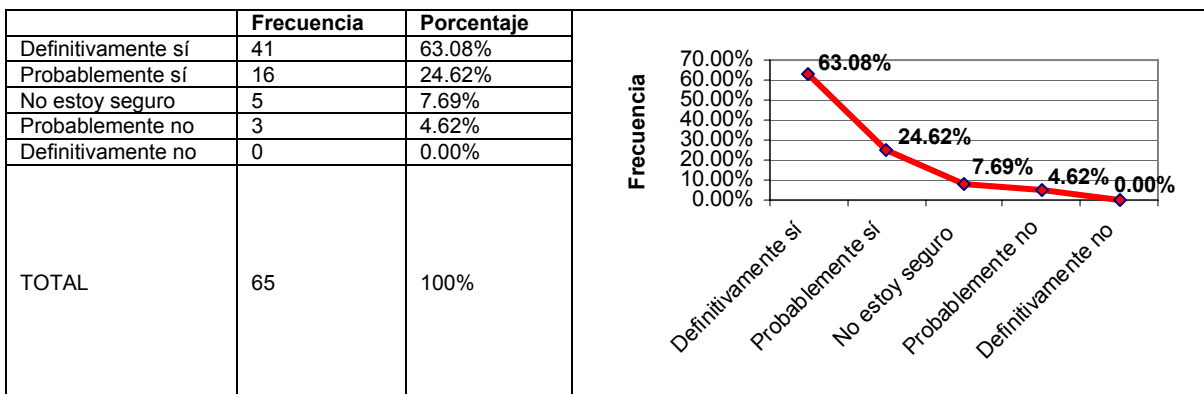 Frecuencia Porcentaje
Definitivamente sí 41 63.08%
Probablemente sí 16 24.62%
No estoy seguro 5 7.69%
Probablemente no 3 4.62%
Definitivamente no 0 0.00%
TOTAL 65 100%
Frecuencia
70.00%
60.00%
50.00%
40.00%
30.00%
20.00%
10.00%
0.00%
63.08%
24.62%
7.69%
4.62%
0.00%
Definitivamente sí
Probablemente sí
No estoy seguro
Probablemente no
Definitivamente no